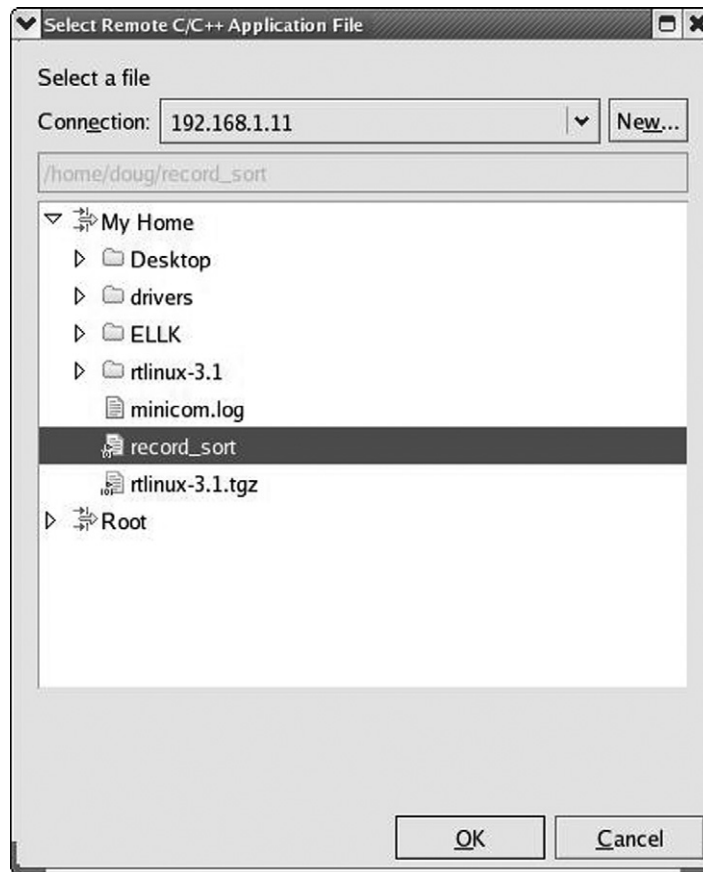 Select Remote C/C++ Application File
Select a file
Connection: 192.168.1.11 New...
/home/doug/record_sort
My Home
Desktop
drivers
ELLK
rtlinux-3.1
minicom.log
record_sort
rtlinux-3.1.tgz
Root
OK Cancel